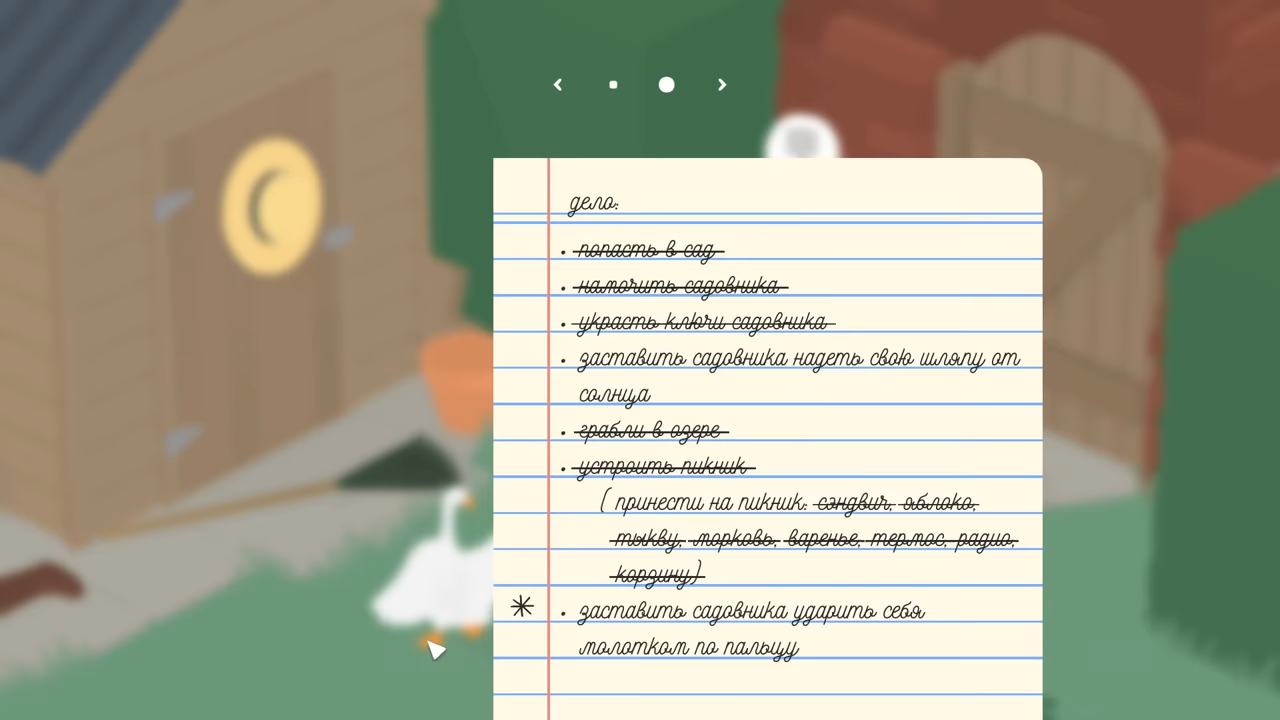 дело:
• попасть в сад
• намочить садовника
• украсть ключи садовника
• заставить садовника надеть свою шляпу от
солнца
• грабли в озере
• устроить пикник
( принести на пикник: сэндвич, яблоко,
тыкву, морковь, варенье, термос, радио,
корзину)
• заставить садовника ударить себя
молотком по пальцу